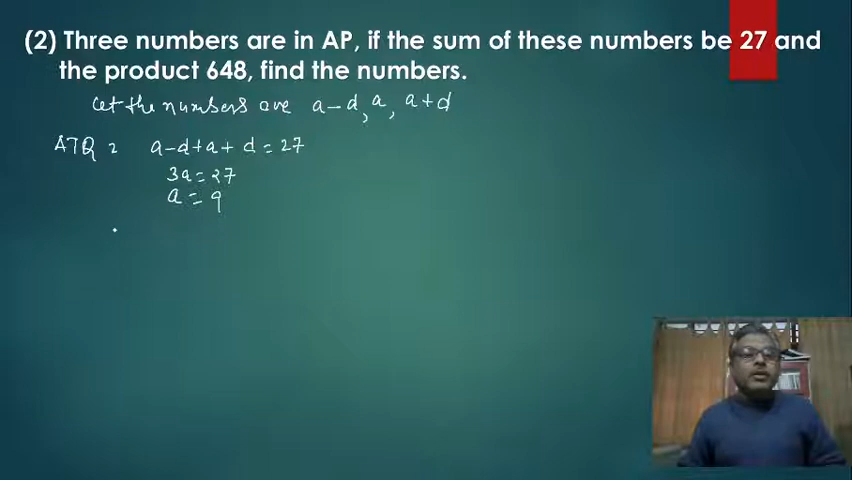 (2) Three numbers are in AP, if the sum of these numbers be 27 and
the product 648, find the numbers.
Let the numbers are a-d, a, a+d
ATQ = a-d+a+d=27
3a=27
a=9